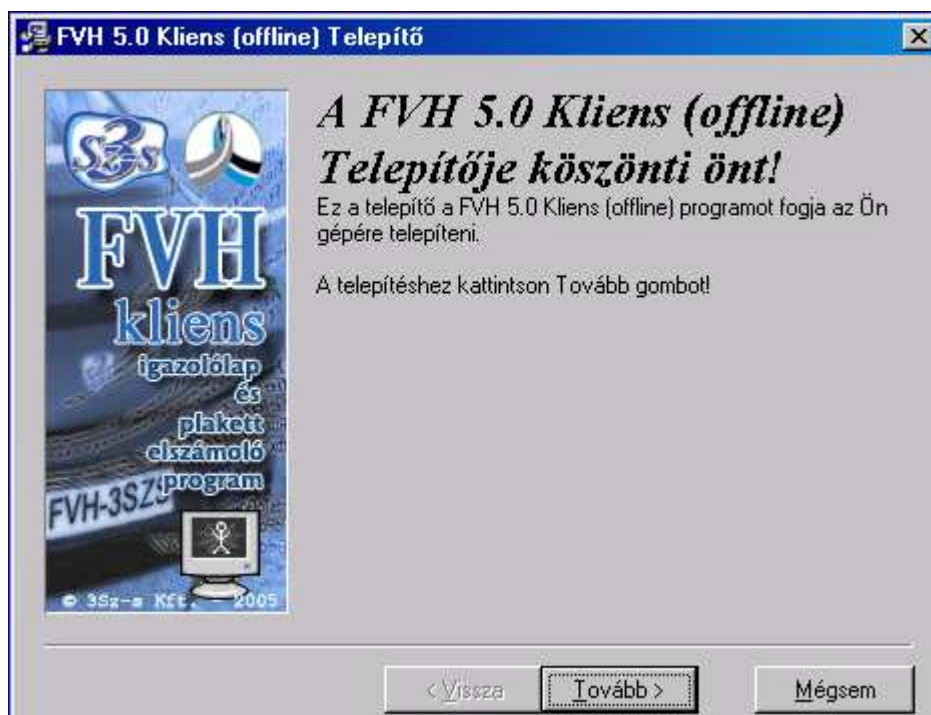 FVH 5.0 Kliens (offline) Telepítő
3
Sz-s
FVH
kliens
igazolólap
és
plakett
elszámoló
program
FVH-3SZS
© 3Sz-s Kft. - 2005
A FVH 5.0 Kliens (offline)
Telepítője köszönti önt!
Ez a telepítő a FVH 5.0 Kliens (offline) programot fogja az Ön
gépére telepíteni.
A telepítéshez kattintson Tovább gombot!
< Vissza
Tovább >
Mégsem